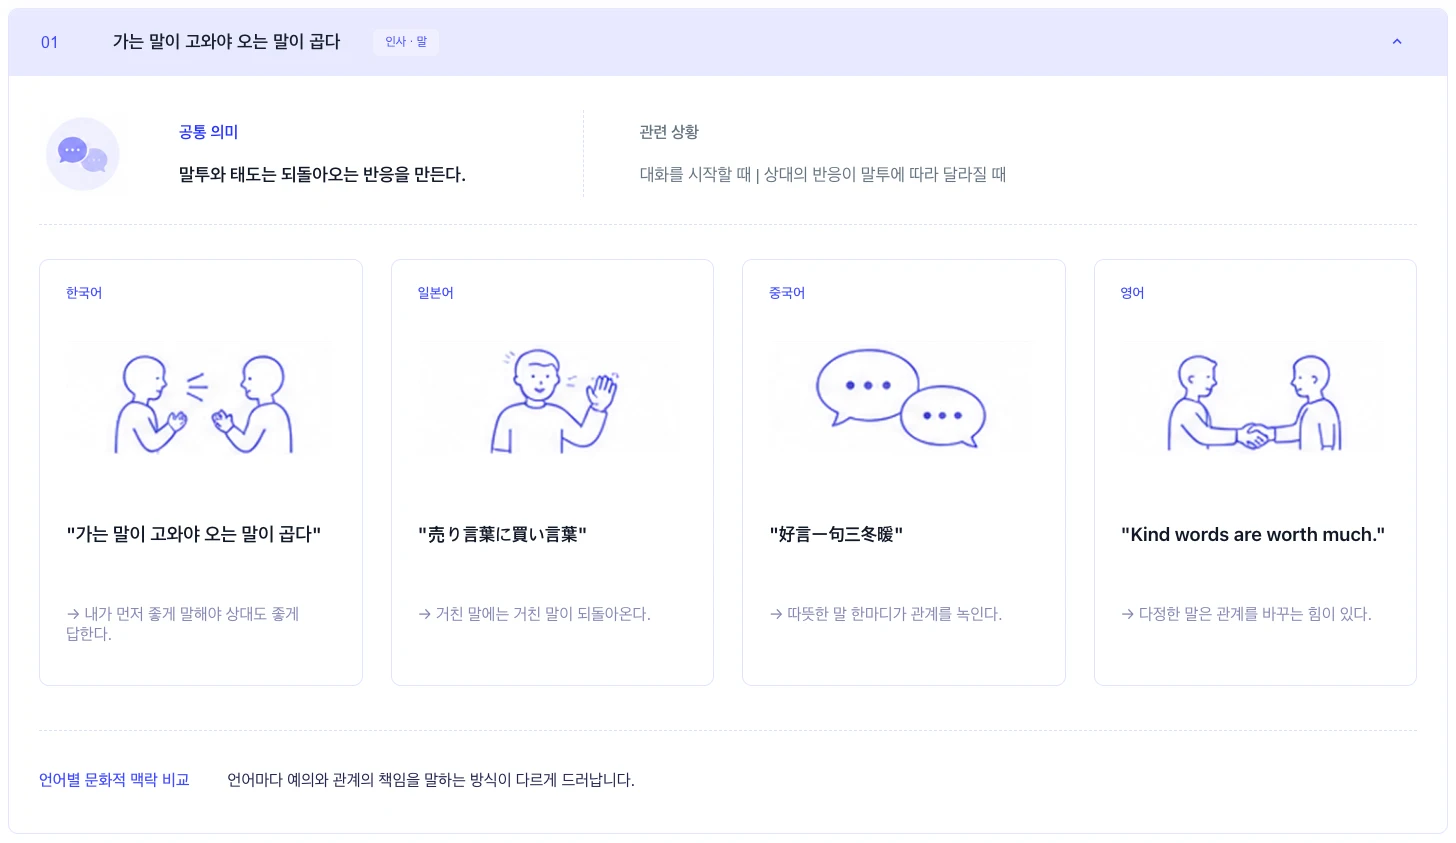 01 가는 말이 고와야 오는 말이 곱다 인사 · 말
공통 의미
말투와 태도는 되돌아오는 반응을 만든다.
관련 상황
대화를 시작할 때 | 상대의 반응이 말투에 따라 달라질 때
한국어
"가는 말이 고와야 오는 말이 곱다"
→ 내가 먼저 좋게 말해야 상대도 좋게
답한다.
일본어
"売り言葉に買い言葉"
→ 거친 말에는 거친 말이 되돌아온다.
중국어
"好言一句三冬暖"
→ 따뜻한 말 한마디가 관계를 녹인다.
영어
"Kind words are worth much."
→ 다정한 말은 관계를 바꾸는 힘이 있다.
언어별 문화적 맥락 비교 언어마다 예의와 관계의 책임을 말하는 방식이 다르게 드러납니다.